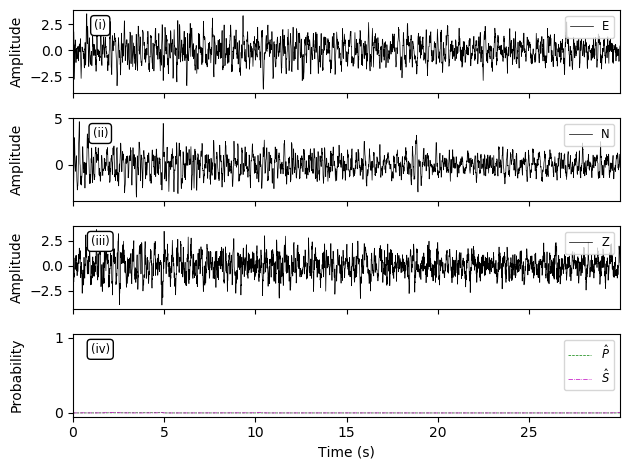 (i)
E
2.5
0.0
−2.5
Amplitude
(ii)
N
5
0
Amplitude
(iii)
Z
2.5
0.0
−2.5
Amplitude
(iv)
P̂
Ŝ
1
0
Probability
0 5 10 15 20 25
Time (s)